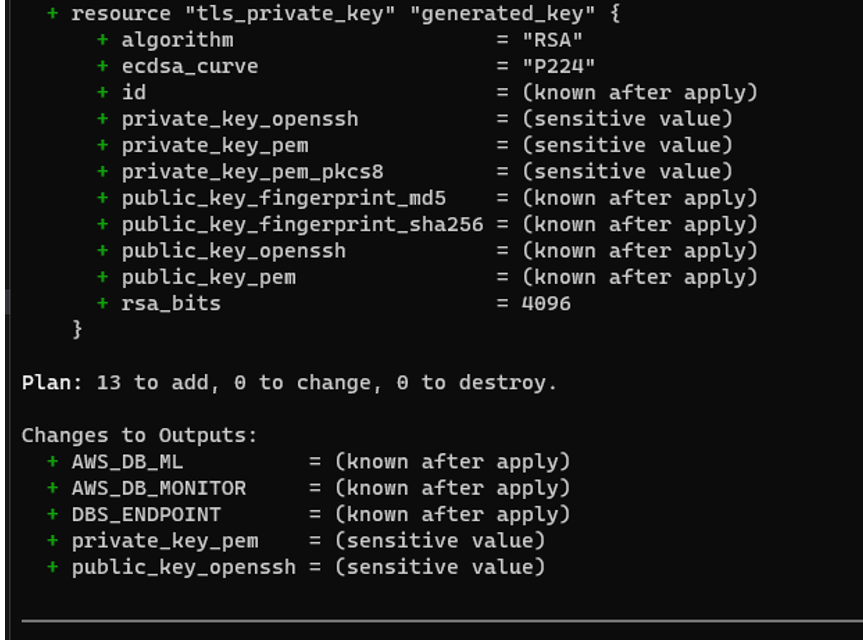 + resource "tls_private_key" "generated_key" {
+ algorithm = "RSA"
+ ecdsa_curve = "P224"
+ id = (known after apply)
+ private_key_openssh = (sensitive value)
+ private_key_pem = (sensitive value)
+ private_key_pem_pkcs8 = (sensitive value)
+ public_key_fingerprint_md5 = (known after apply)
+ public_key_fingerprint_sha256 = (known after apply)
+ public_key_openssh = (known after apply)
+ public_key_pem = (known after apply)
+ rsa_bits = 4096
}
Plan: 13 to add, 0 to change, 0 to destroy.
Changes to Outputs:
+ AWS_DB_ML = (known after apply)
+ AWS_DB_MONITOR = (known after apply)
+ DBS_ENDPOINT = (known after apply)
+ private_key_pem = (sensitive value)
+ public_key_openssh = (sensitive value)